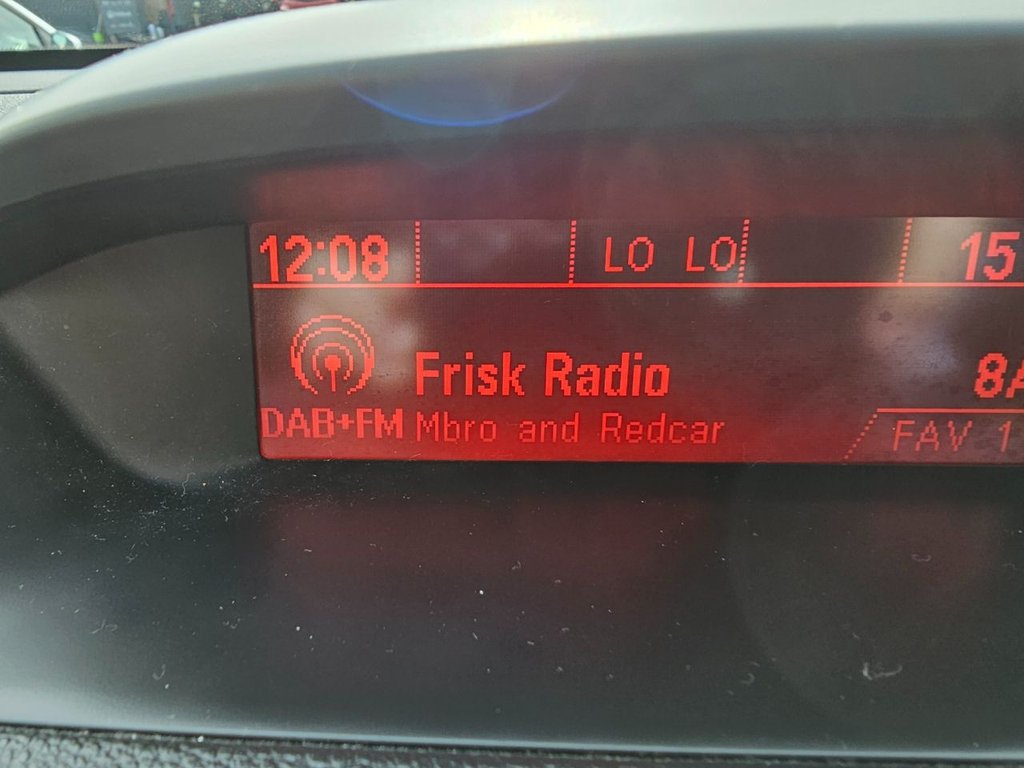 12:08 LO LO 15
Frisk Radio 8A
DAB+FM Mbro and Redcar FAV 1